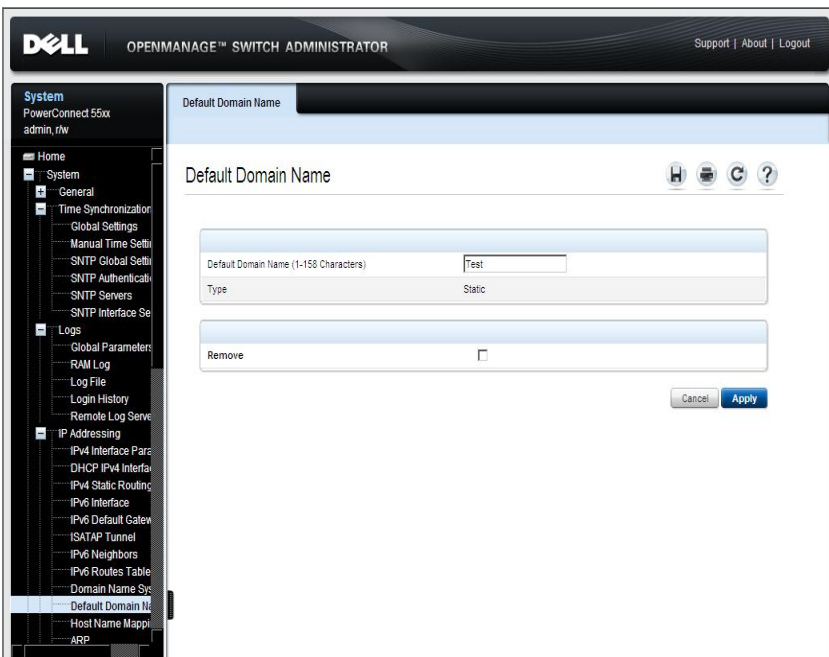 DELL
OPENMANAGE™ SWITCH ADMINISTRATOR
Support | About | Logout
System
PowerConnect 55xx
admin, r/w
Home
System
General
Time Synchronization
Global Settings
Manual Time Settin
SNTP Global Settin
SNTP Authenticatio
SNTP Servers
SNTP Interface Se
Logs
Global Parameters
RAM Log
Log File
Login History
Remote Log Serve
IP Addressing
IPv4 Interface Para
DHCP IPv4 Interfac
IPv4 Static Routing
IPv6 Interface
IPv6 Default Gatew
ISATAP Tunnel
IPv6 Neighbors
IPv6 Routes Table
Domain Name Sys
Default Domain Na
Host Name Mappi
ARP
Default Domain Name
Default Domain Name
Default Domain Name (1-158 Characters)
Test
Type
Static
Remove
Cancel
Apply